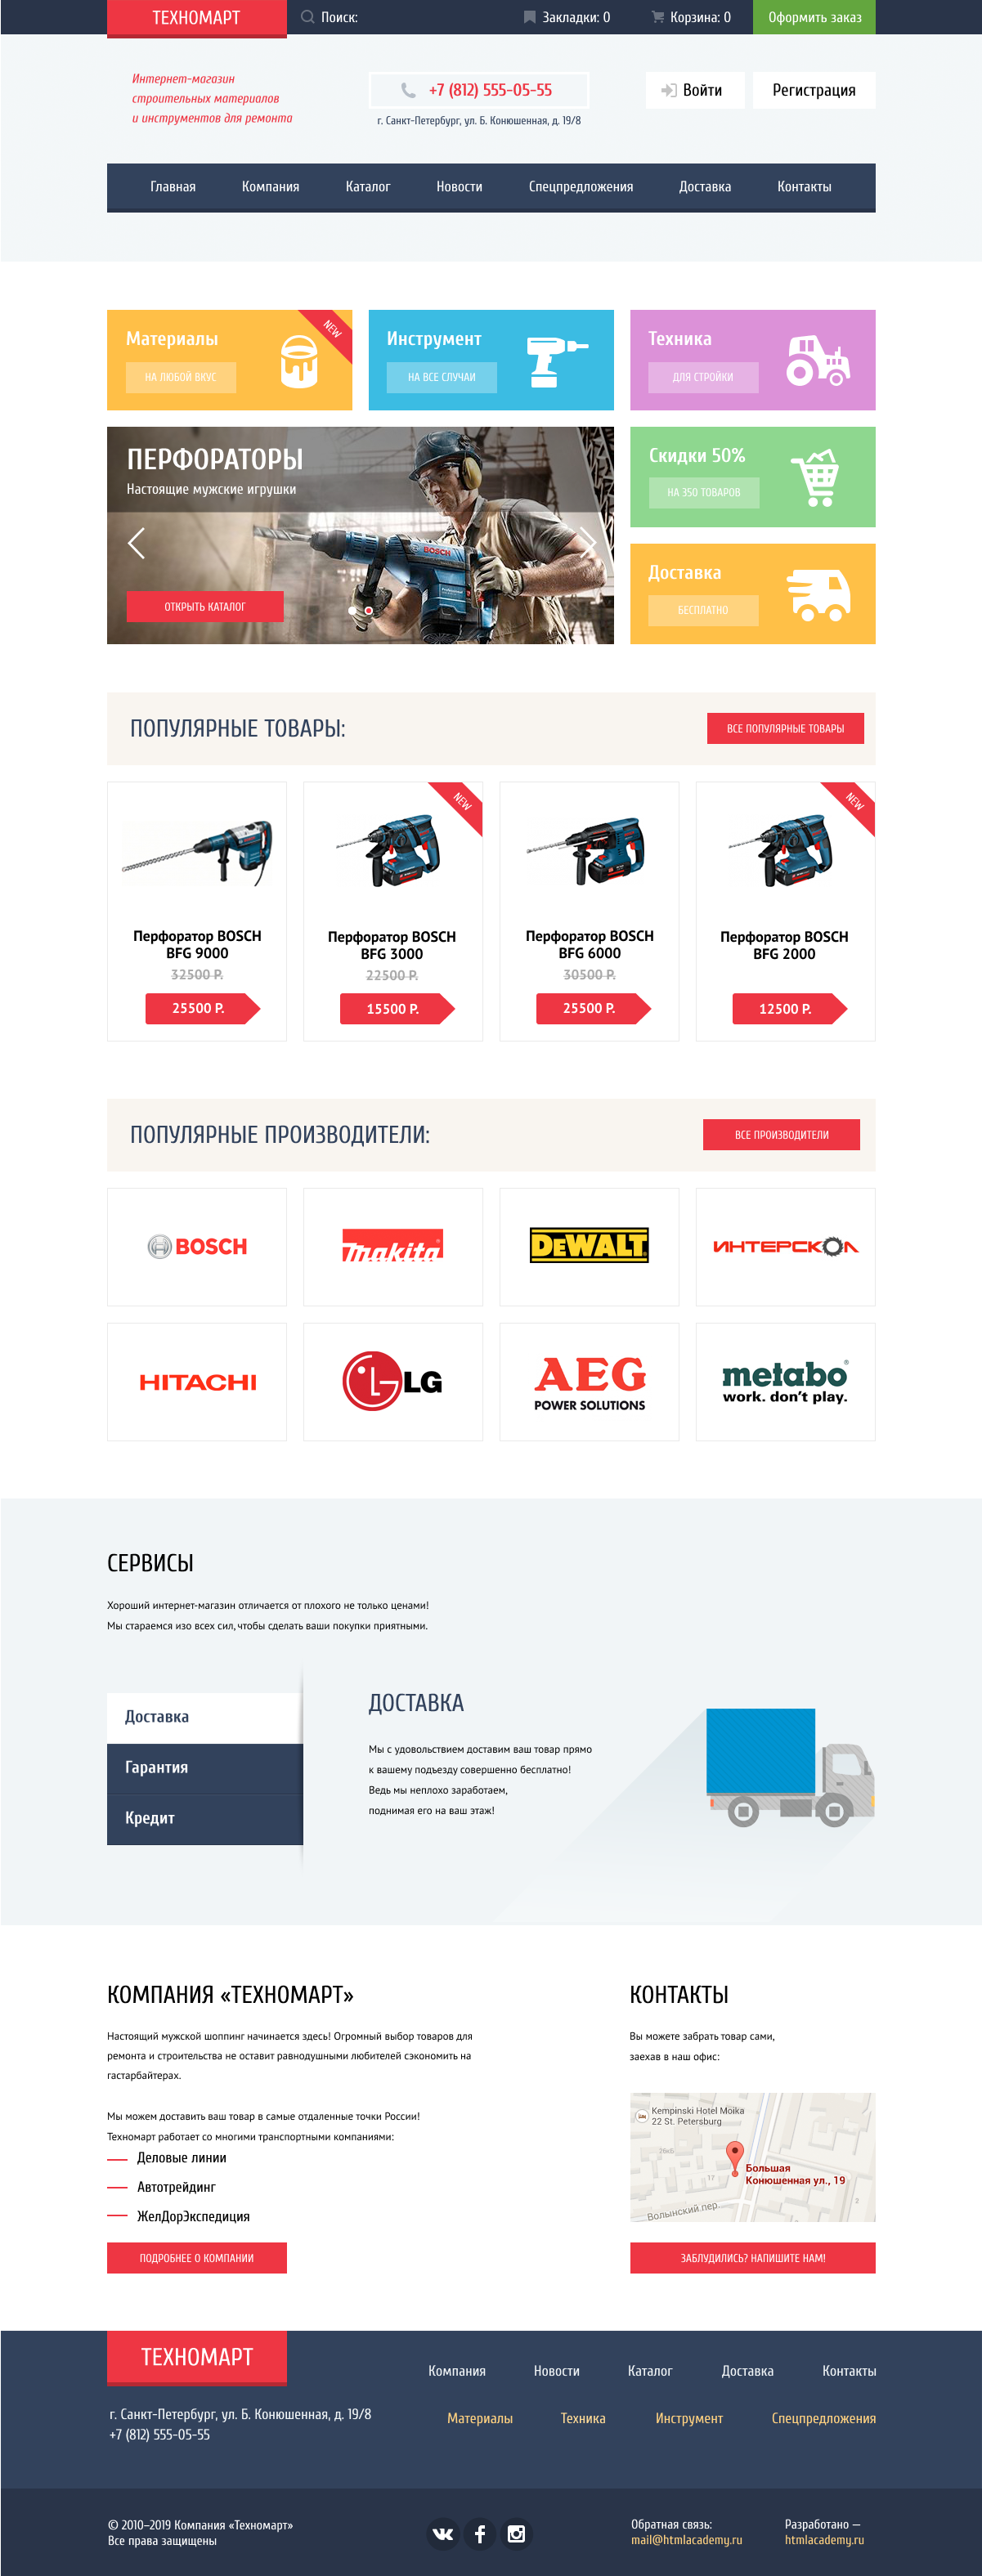 ТЕХНОМАРТ
Поиск:
Закладки: 0
Корзина: 0
Оформить заказ
Интернет-магазин
строительных материалов
и инструментов для ремонта
+7 (812) 555-05-55
г. Санкт-Петербург, ул. Б. Конюшенная, д. 19/8
Войти
Регистрация
Главная
Компания
Каталог
Новости
Спецпредложения
Доставка
Контакты
Материалы
НА ЛЮБОЙ ВКУС
NEW
Инструмент
НА ВСЕ СЛУЧАИ
Техника
ДЛЯ СТРОЙКИ
ПЕРФОРАТОРЫ
Настоящие мужские игрушки
BOSCH
ОТКРЫТЬ КАТАЛОГ
Скидки 50%
НА 350 ТОВАРОВ
Доставка
БЕСПЛАТНО
ПОПУЛЯРНЫЕ ТОВАРЫ:
ВСЕ ПОПУЛЯРНЫЕ ТОВАРЫ
Перфоратор BOSCH
BFG 9000
32500 Р.
25500 Р.
NEW
Перфоратор BOSCH
BFG 3000
22500 Р.
15500 Р.
Перфоратор BOSCH
BFG 6000
30500 Р.
25500 Р.
NEW
Перфоратор BOSCH
BFG 2000
12500 Р.
ПОПУЛЯРНЫЕ ПРОИЗВОДИТЕЛИ:
ВСЕ ПРОИЗВОДИТЕЛИ
BOSCH
makita
DEWALT
ИНТЕРСКОЛ
HITACHI
LG
AEG
POWER SOLUTIONS
metabo
work. don't play.
СЕРВИСЫ
Хороший интернет-магазин отличается от плохого не только ценами!
Мы стараемся изо всех сил, чтобы сделать ваши покупки приятными.
Доставка
Гарантия
Кредит
ДОСТАВКА
Мы с удовольствием доставим ваш товар прямо
к вашему подъезду совершенно бесплатно!
Ведь мы неплохо заработаем,
поднимая его на ваш этаж!
КОМПАНИЯ «ТЕХНОМАРТ»
Настоящий мужской шоппинг начинается здесь! Огромный выбор товаров для
ремонта и строительства не оставит равнодушными любителей сэкономить на
гастарбайтерах.
Мы можем доставить ваш товар в самые отдаленные точки России!
Техномарт работает со многими транспортными компаниями:
Деловые линии
Автотрейдинг
ЖелДорЭкспедиция
ПОДРОБНЕЕ О КОМПАНИИ
КОНТАКТЫ
Вы можете забрать товар сами,
заехав в наш офис:
Kempinski Hotel Moika
22 St. Petersburg
17
Большая
Конюшенная ул., 19
2
Волынский пер.
ЗАБЛУДИЛИСЬ? НАПИШИТЕ НАМ!
ТЕХНОМАРТ
г. Санкт-Петербург, ул. Б. Конюшенная, д. 19/8
+7 (812) 555-05-55
Компания
Новости
Каталог
Доставка
Контакты
Материалы
Техника
Инструмент
Спецпредложения
© 2010–2019 Компания «Техномарт»
Все права защищены
Обратная связь:
mail@htmlacademy.ru
Разработано —
htmlacademy.ru